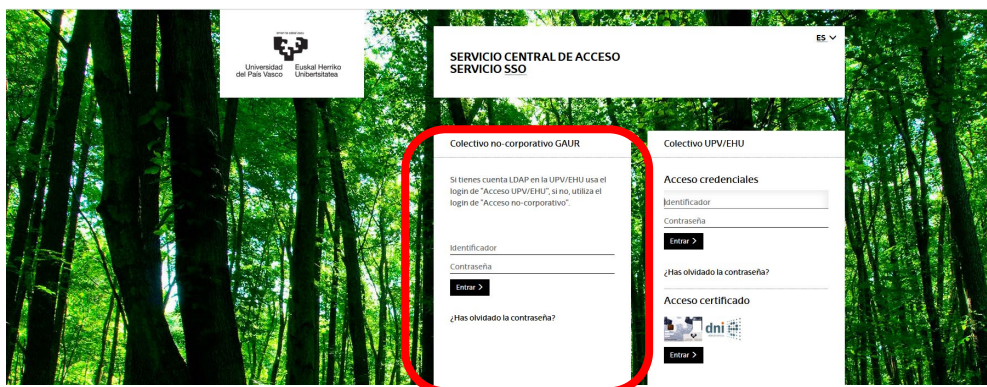 Universidad Euskal Herriko
del País Vasco Unibertsitatea
ES
SERVICIO CENTRAL DE ACCESO
SERVICIO SSO
Colectivo no-corporativo GAUR
Si tienes cuenta LDAP en la UPV/EHU usa el
login de "Acceso UPV/EHU", si no, utiliza el
login de "Acceso no-corporativo".
Identificador
Contraseña
Entrar >
¿Has olvidado la contraseña?
Colectivo UPV/EHU
Acceso credenciales
Identificador
Contraseña
Entrar >
¿Has olvidado la contraseña?
Acceso certificado
dni
Entrar >